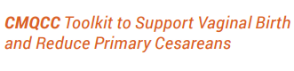 CMQCC Toolkit to Support Vaginal Birth
and Reduce Primary Cesareans